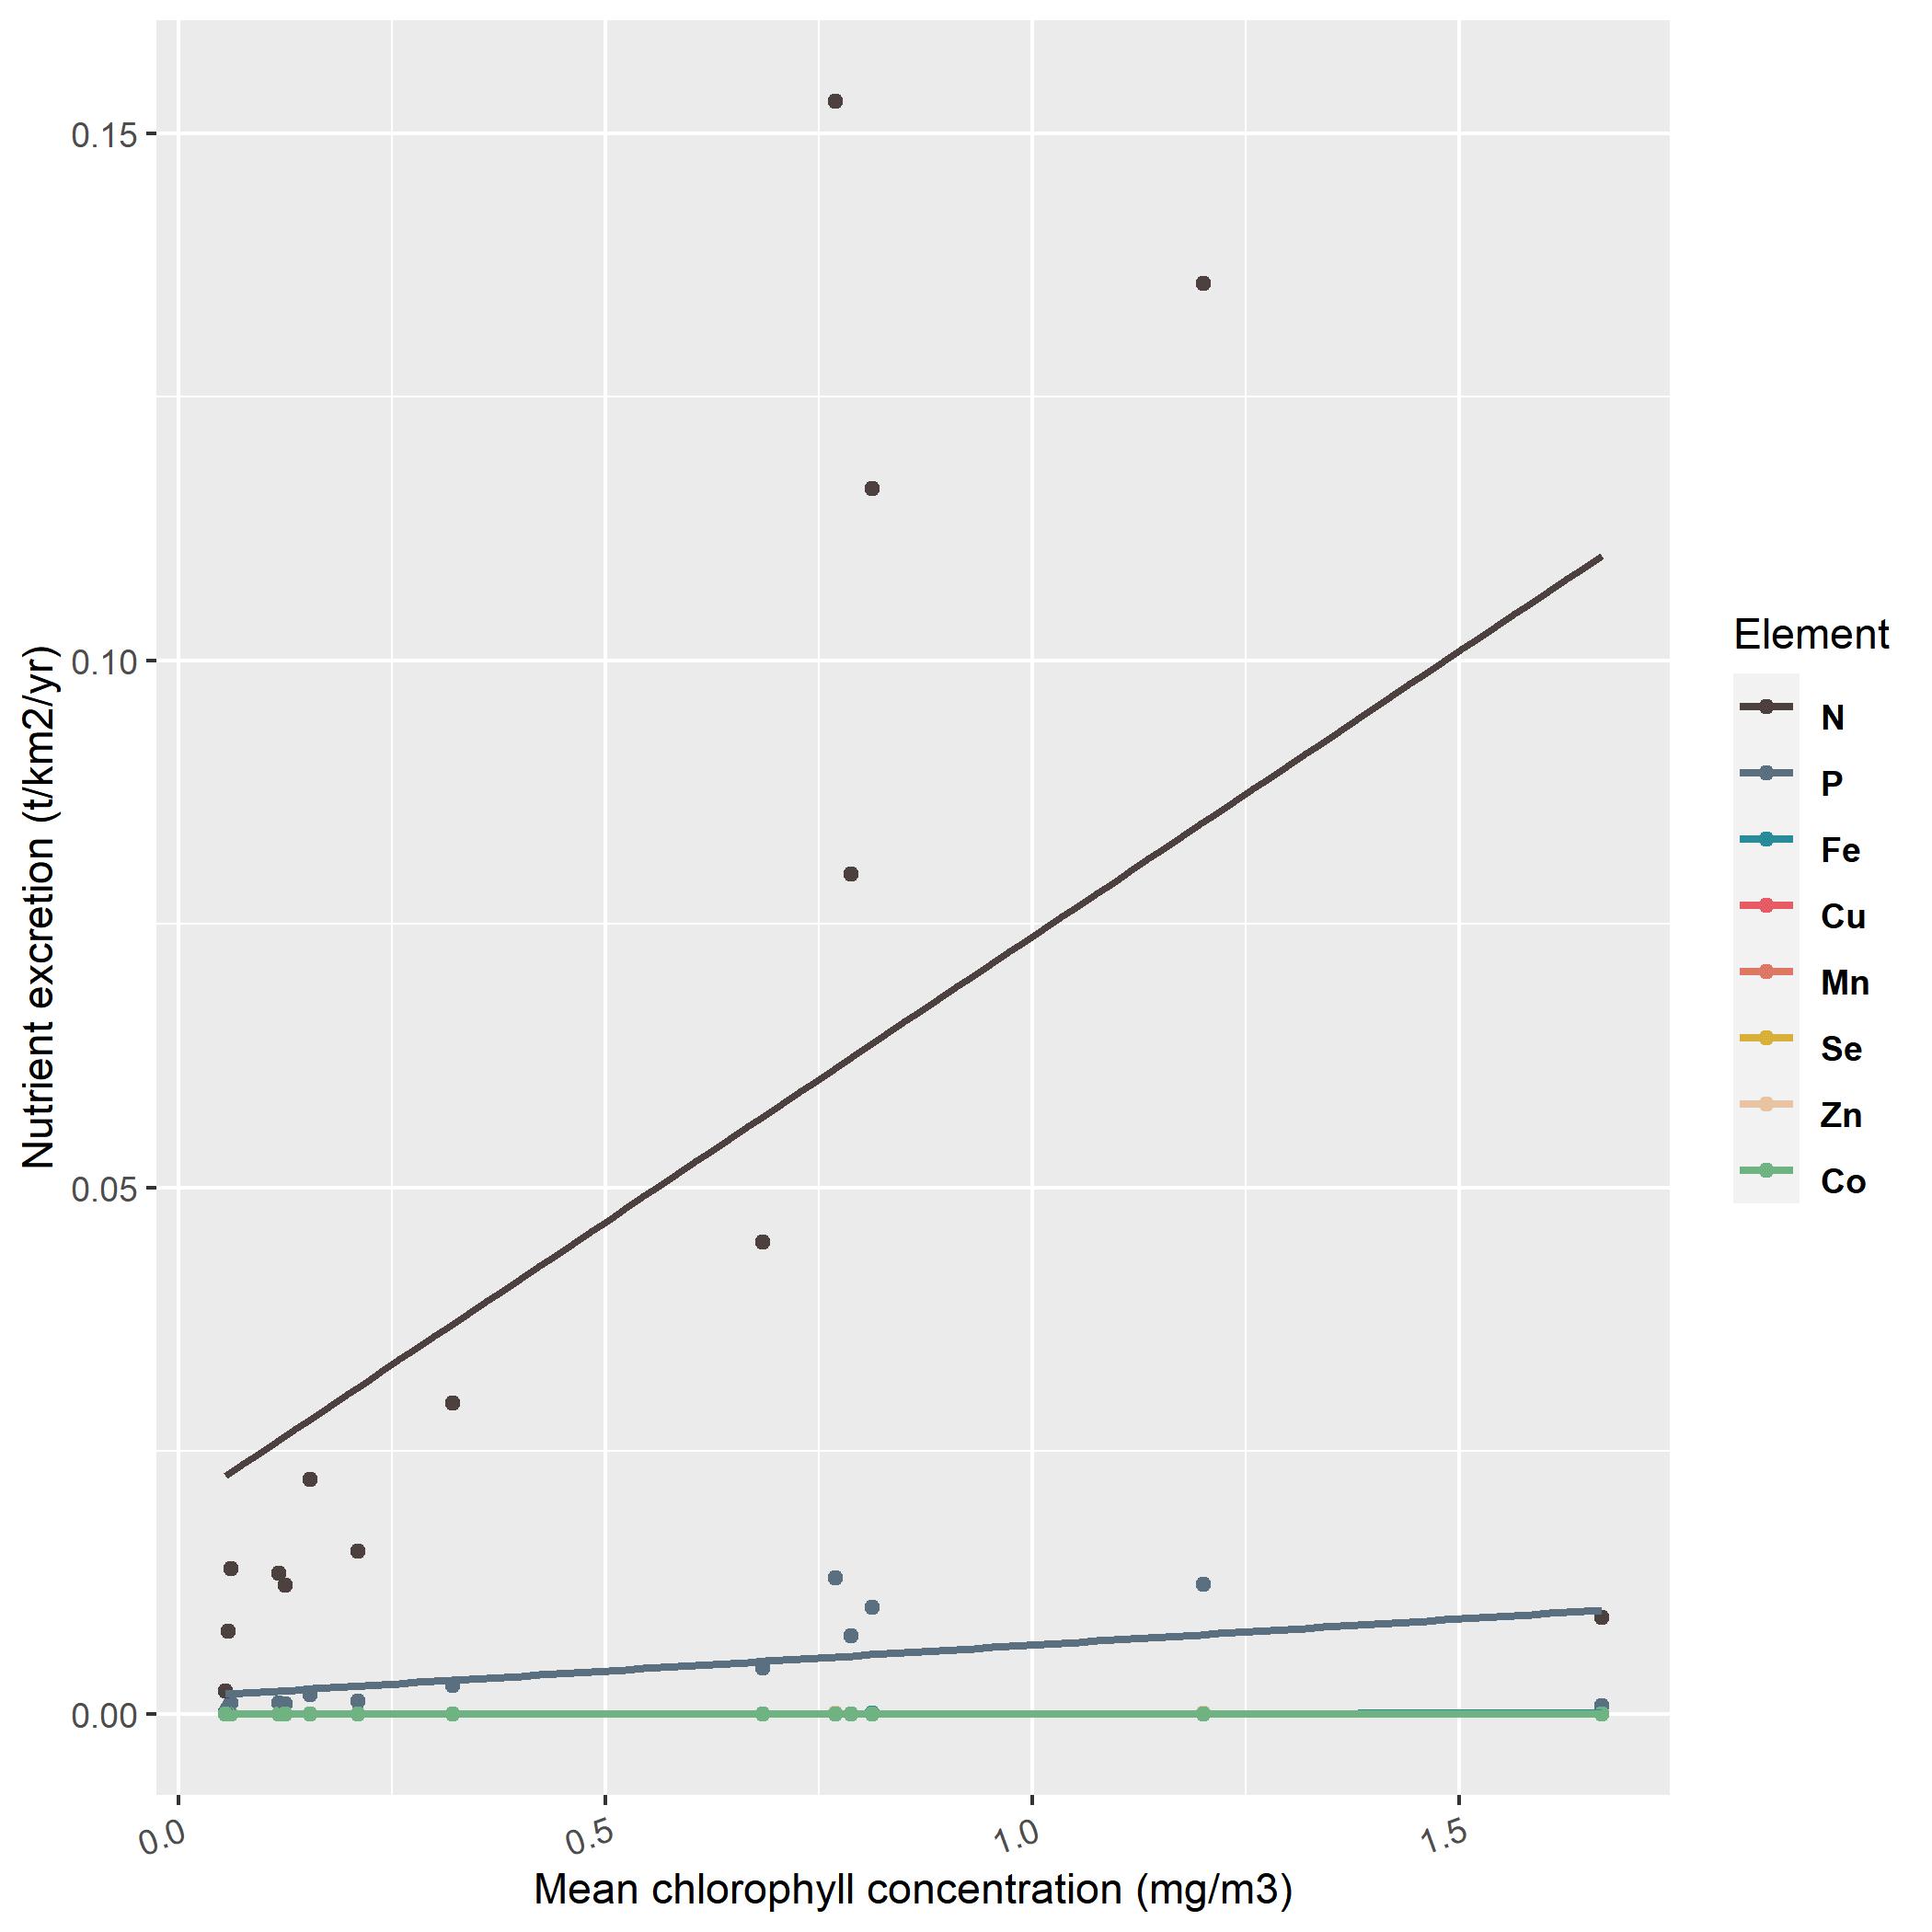 0.15
0.10
0.05
0.00
Nutrient excretion (t/km2/yr)
0.0
0.5
1.0
1.5
Mean chlorophyll concentration (mg/m3)
Element
N
P
Fe
Cu
Mn
Se
Zn
Co